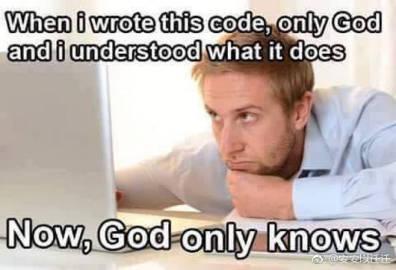 When i wrote this code, only God
and i understood what it does
Now, God only knows